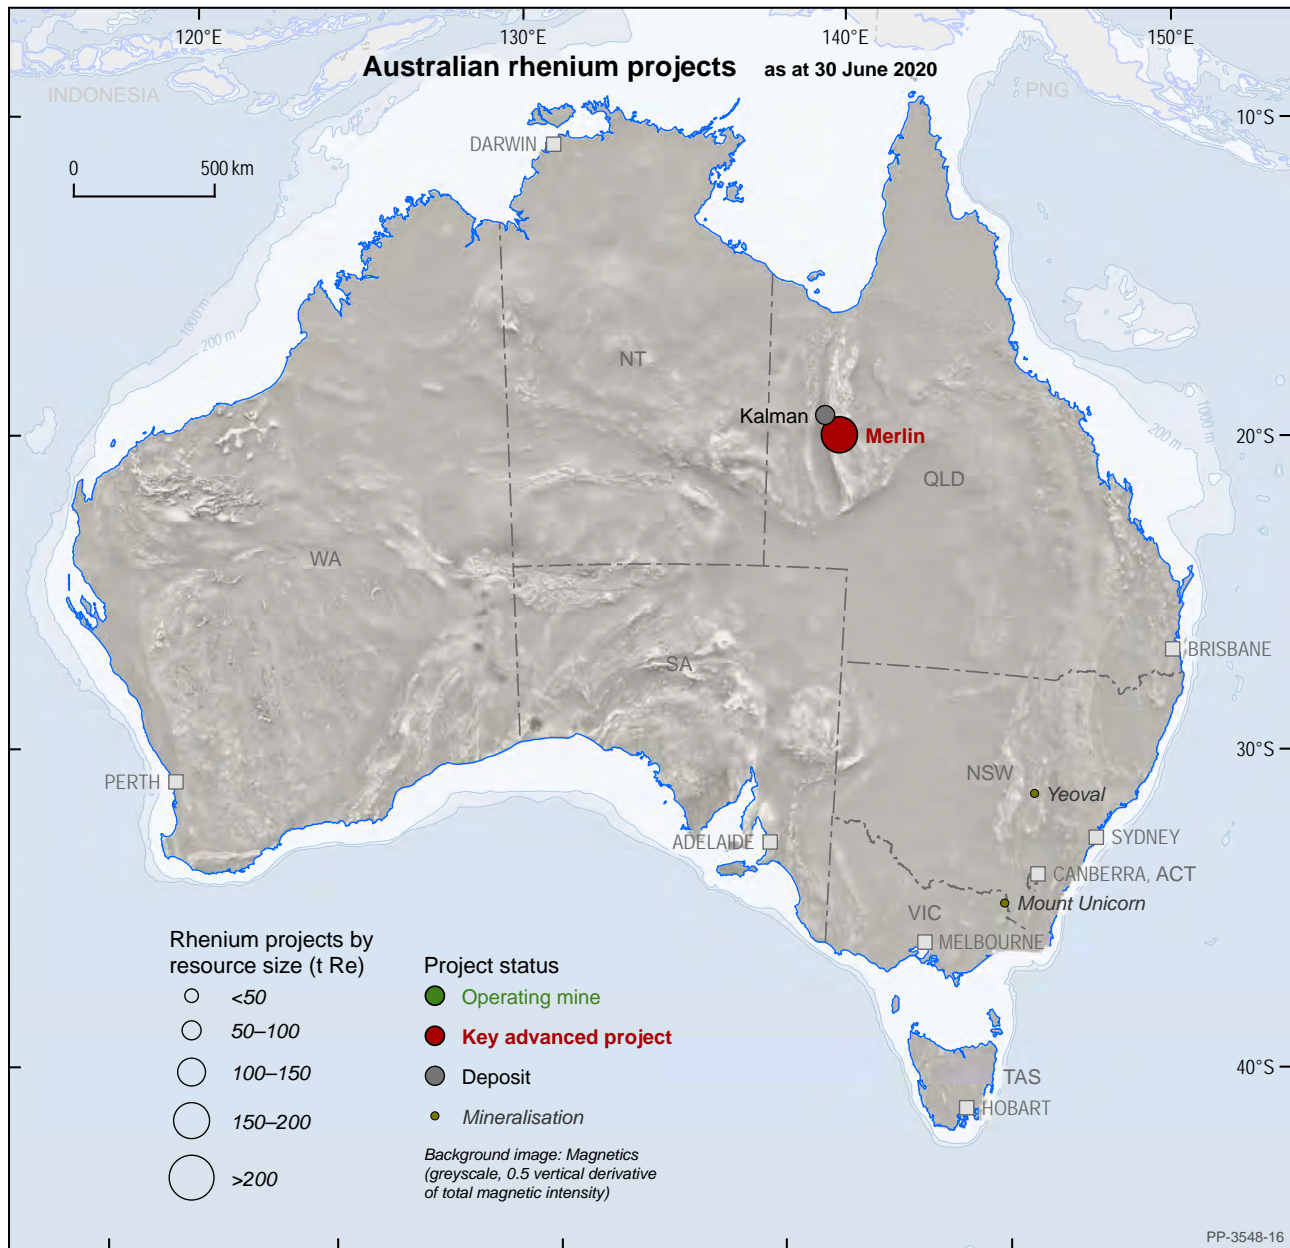 120°E
130°E
140°E
150°E
Australian rhenium projects as at 30 June 2020
INDONESIA
PNG
10°S
DARWIN
0
500 km
1000 m
200 m
NT
Kalman
Merlin
20°S
1000 m
200 m
QLD
WA
SA
BRISBANE
30°S
NSW
PERTH
Yeoval
ADELAIDE
SYDNEY
CANBERRA, ACT
Mount Unicorn
VIC
MELBOURNE
Rhenium projects by
resource size (t Re)
<50
50–100
100–150
150–200
>200
Project status
Operating mine
Key advanced project
Deposit
Mineralisation
Background image: Magnetics
(greyscale, 0.5 vertical derivative
of total magnetic intensity)
40°S
TAS
HOBART
PP-3548-16